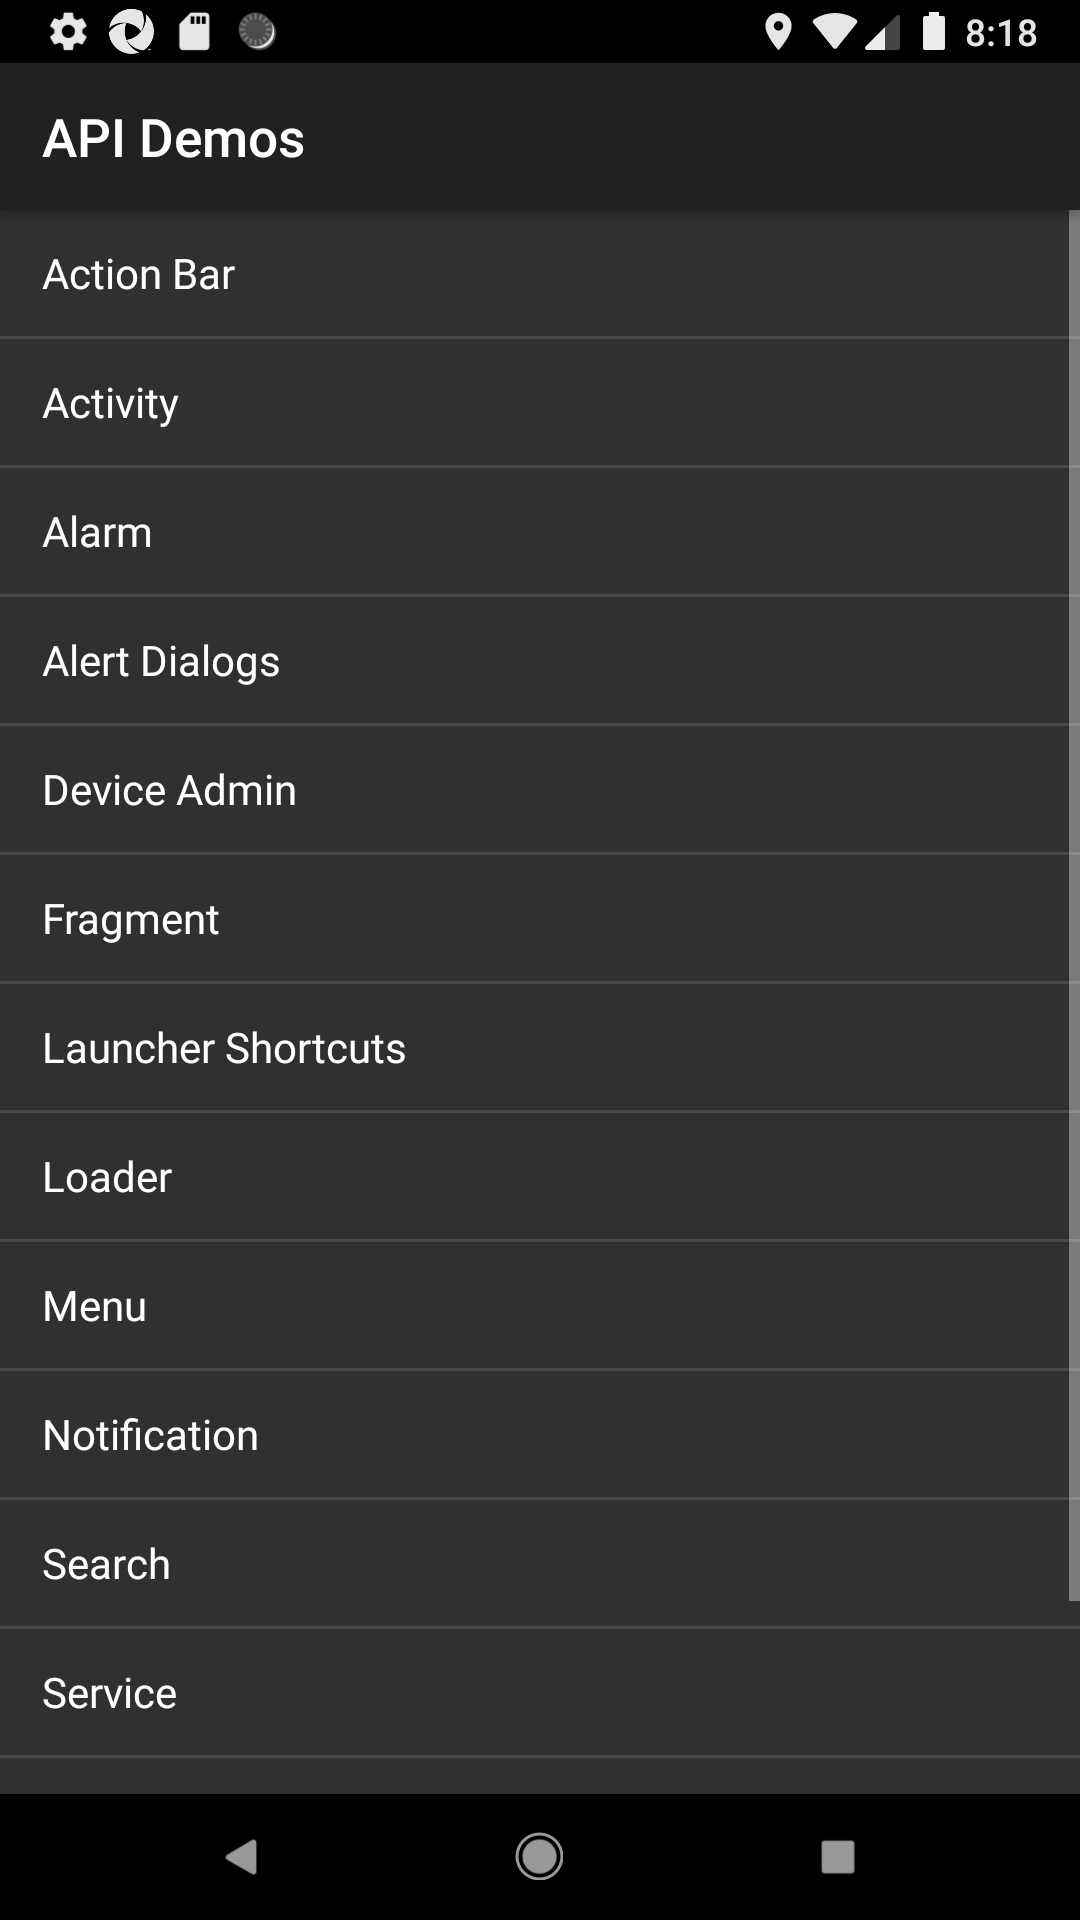 8:18
API Demos
Action Bar
Activity
Alarm
Alert Dialogs
Device Admin
Fragment
Launcher Shortcuts
Loader
Menu
Notification
Search
Service